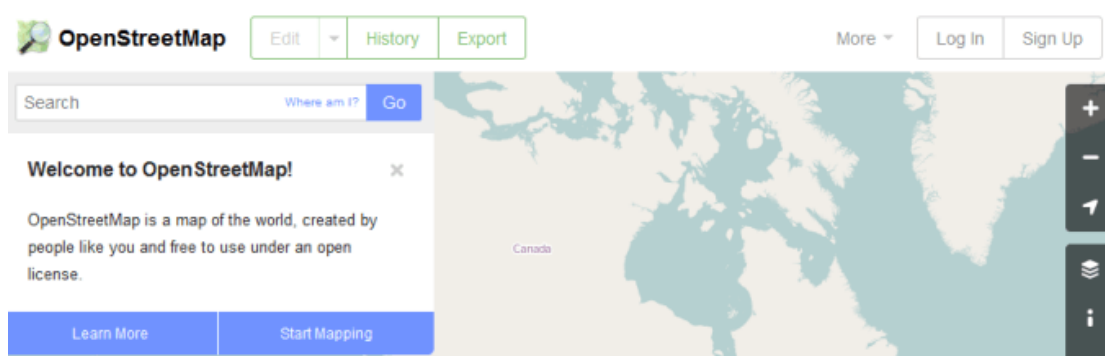 OpenStreetMap Edit History Export More Log In Sign Up
Search Where am I? Go
Welcome to OpenStreetMap!
OpenStreetMap is a map of the world, created by
people like you and free to use under an open
license.
Learn More Start Mapping
Canada